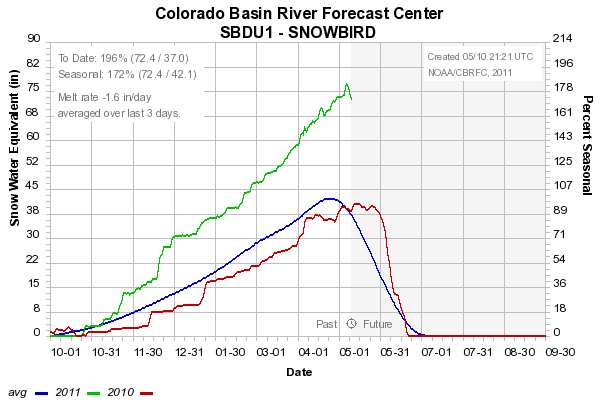 Colorado Basin River Forecast Center
SBDU1 - SNOWBIRD
To Date: 196% (72.4 / 37.0)
Seasonal: 172% (72.4 / 42.1)
Melt rate -1.6 in/day
averaged over last 3 days.
Created 05/10.21:21 UTC
NOAA/CBRFC, 2011
Snow Water Equivalent (in)
90
83
75
68
60
52
45
38
30
22
15
8
0
Percent Seasonal
214
196
178
161
143
125
107
89
71
54
36
18
0
Past
Future
10-01 10-31 11-30 12-31 01-30 03-01 04-01 05-01 05-31 07-01 07-31 08-30 09-30
Date
avg 2011 2010